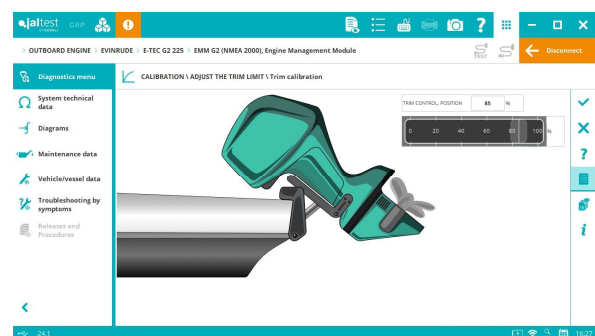 jaltest GRP
OUTBOARD ENGINE > EVINRUDE > E-TEC G2 225 > EMM G2 (NMEA 2000), Engine Management Module
TEST
Disconnect
Diagnostics menu
CALIBRATION \ ADJUST THE TRIM LIMIT \ Trim calibration
System technical
data
Diagrams
Maintenance data
Vehicle/vessel data
Troubleshooting by
symptoms
Releases and
Procedures
TRIM CONTROL, POSITION 85 %
0 20 40 60 80 100 %
24.1
16:27